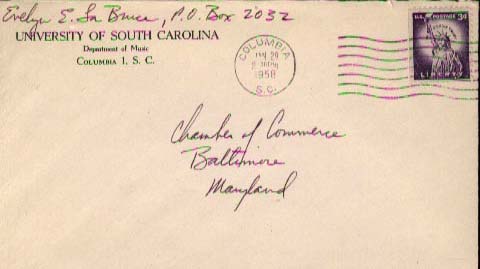 Evelyn E. La Bruce, P.O. Box 2032
UNIVERSITY OF SOUTH CAROLINA
Department of Music
COLUMBIA 1, S. C.
COLUMBIA
1958
S.C.
U.S. POSTAGE 3¢
LIBERTY
Chamber of Commerce
Baltimore
Maryland